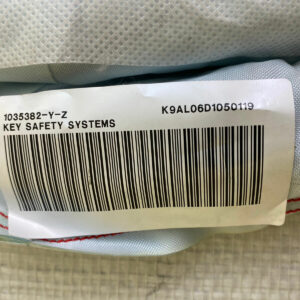 1035382-Y-Z K9AL06D1050119
KEY SAFETY SYSTEMS